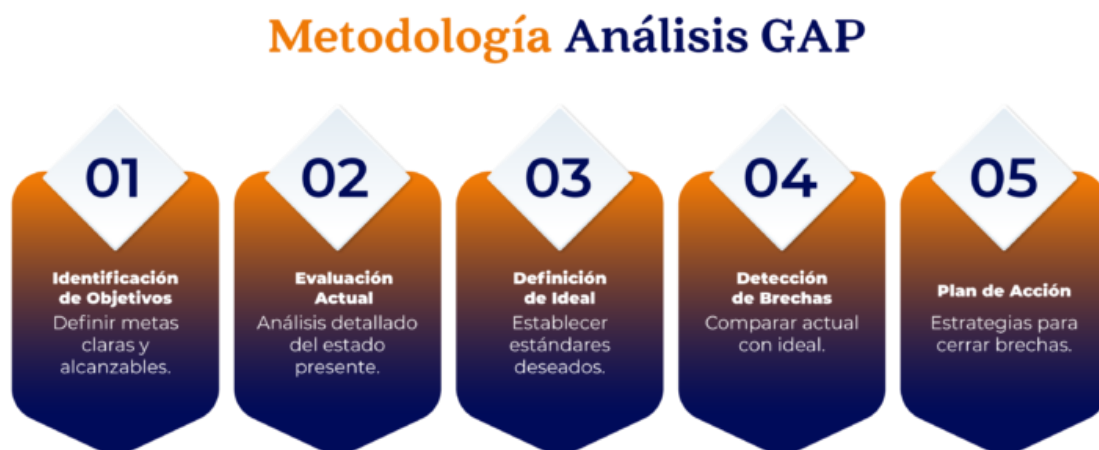 Metodología Análisis GAP
01
Identificación
de Objetivos
Definir metas
claras y
alcanzables.
02
Evaluación
Actual
Análisis detallado
del estado
presente.
03
Definición
de Ideal
Establecer
estándares
deseados.
04
Detección
de Brechas
Comparar actual
con ideal.
05
Plan de Acción
Estrategias para
cerrar brechas.